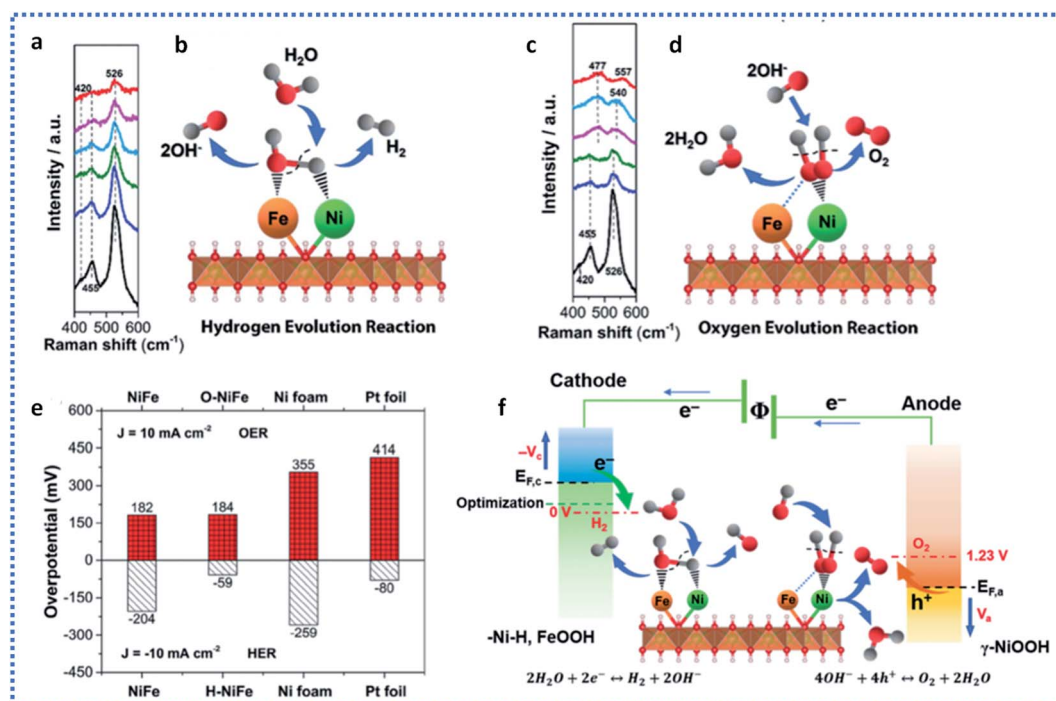 a
Intensity / a.u.
420
526
455
400 500 600
Raman shift (cm⁻¹)
b
H₂O
2OH⁻
H₂
Fe
Ni
Hydrogen Evolution Reaction
c
Intensity / a.u.
477
557
540
455
420
526
400 500 600
Raman shift (cm⁻¹)
d
2OH⁻
2H₂O
O₂
Fe
Ni
Oxygen Evolution Reaction
e
NiFe O-NiFe Ni foam Pt foil
Overpotential (mV)
600
450
300
150
0
-150
-300
-450
J = 10 mA cm⁻² OER
182
184
355
414
-204
-59
-259
-80
J = -10 mA cm⁻² HER
NiFe H-NiFe Ni foam Pt foil
f
Cathode
e⁻
Φ
e⁻
Anode
–Vc
e⁻
EF,c
Optimization
0 V
H₂
O₂
1.23 V
EF,a
h⁺
Va
Fe
Ni
Fe
Ni
-Ni-H, FeOOH
γ-NiOOH
2H₂O + 2e⁻ ↔ H₂ + 2OH⁻
4OH⁻ + 4h⁺ ↔ O₂ + 2H₂O